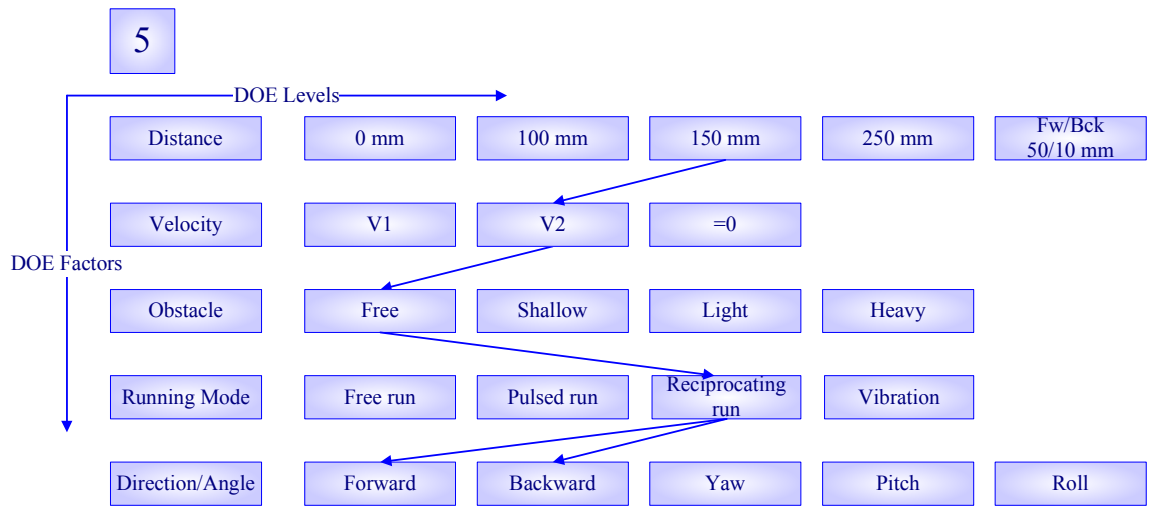 5
DOE Levels
Distance
0 mm
100 mm
150 mm
250 mm
Fw/Bck
50/10 mm
Velocity
V1
V2
=0
DOE Factors
Obstacle
Free
Shallow
Light
Heavy
Running Mode
Free run
Pulsed run
Reciprocating
run
Vibration
Direction/Angle
Forward
Backward
Yaw
Pitch
Roll